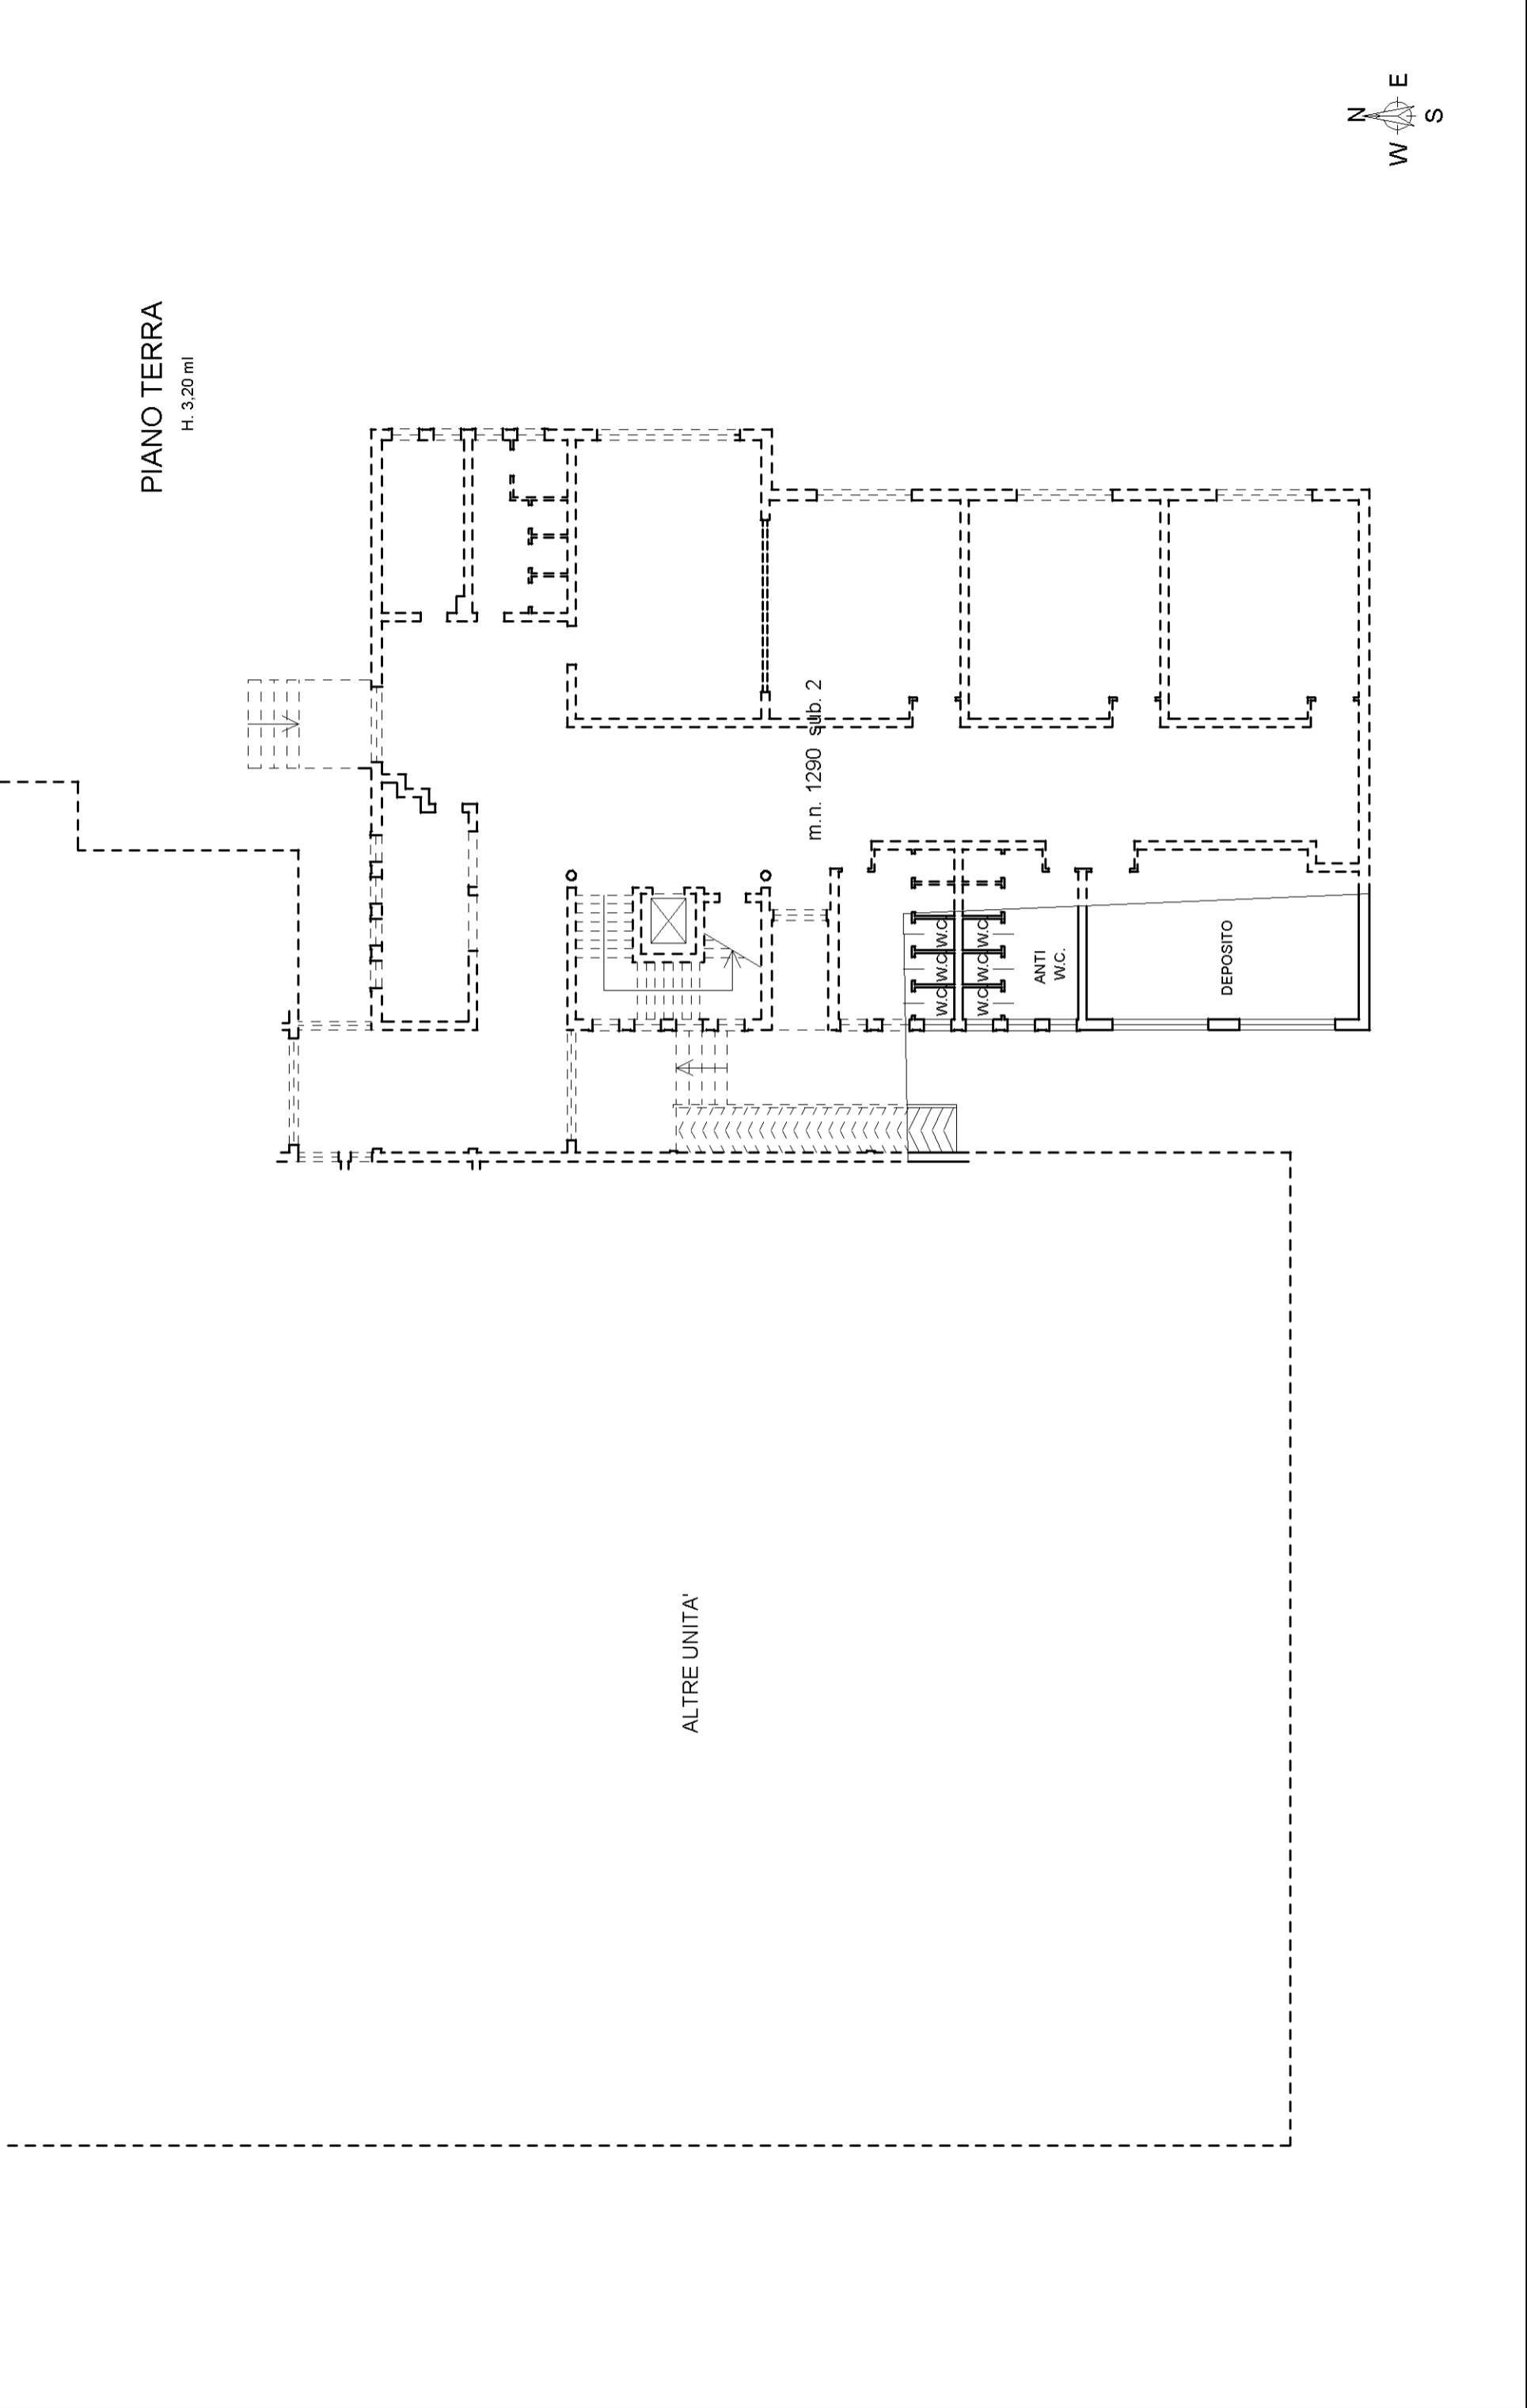 PIANO TERRA
H. 3,20 ml
N
W E
S
m.n. 1290 sub. 2
W.C. W.C. W.C.
W.C. W.C. W.C.
ANTI
W.C.
DEPOSITO
ALTRE UNITA'